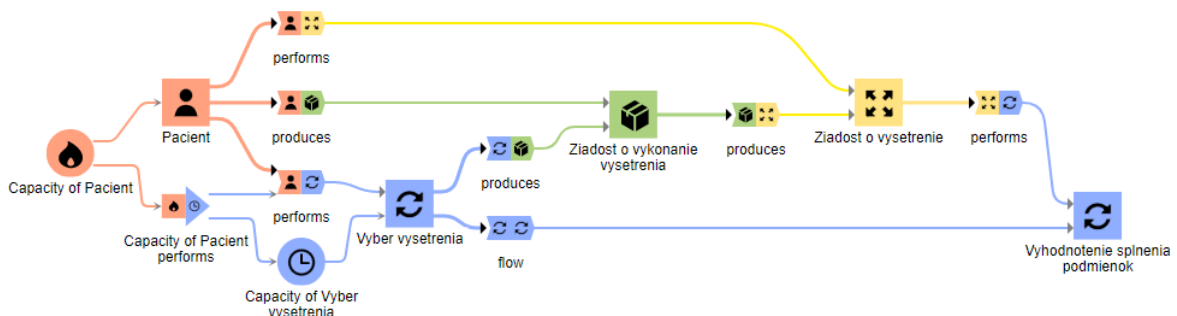 performs
Pacient
produces
Ziadost o vykonanie
vysetrenia
produces
Ziadost o vysetrenie
performs
Capacity of Pacient
produces
performs
Capacity of Pacient
performs
Vyber vysetrenia
flow
Vyhodnotenie splnenia
podmienok
Capacity of Vyber
vysetrenia